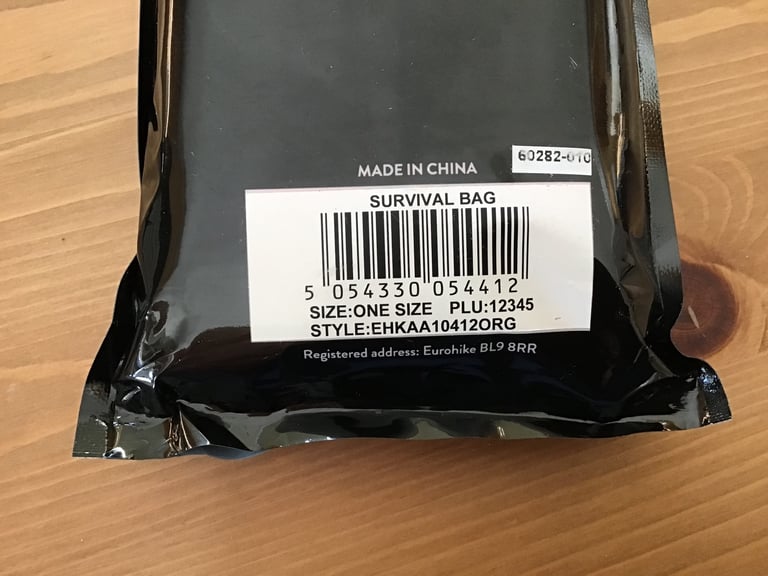 60282-010
MADE IN CHINA
SURVIVAL BAG
5 054330 054412
SIZE:ONE SIZE PLU:12345
STYLE:EHKAA10412ORG
Registered address: Eurohike BL9 8RR